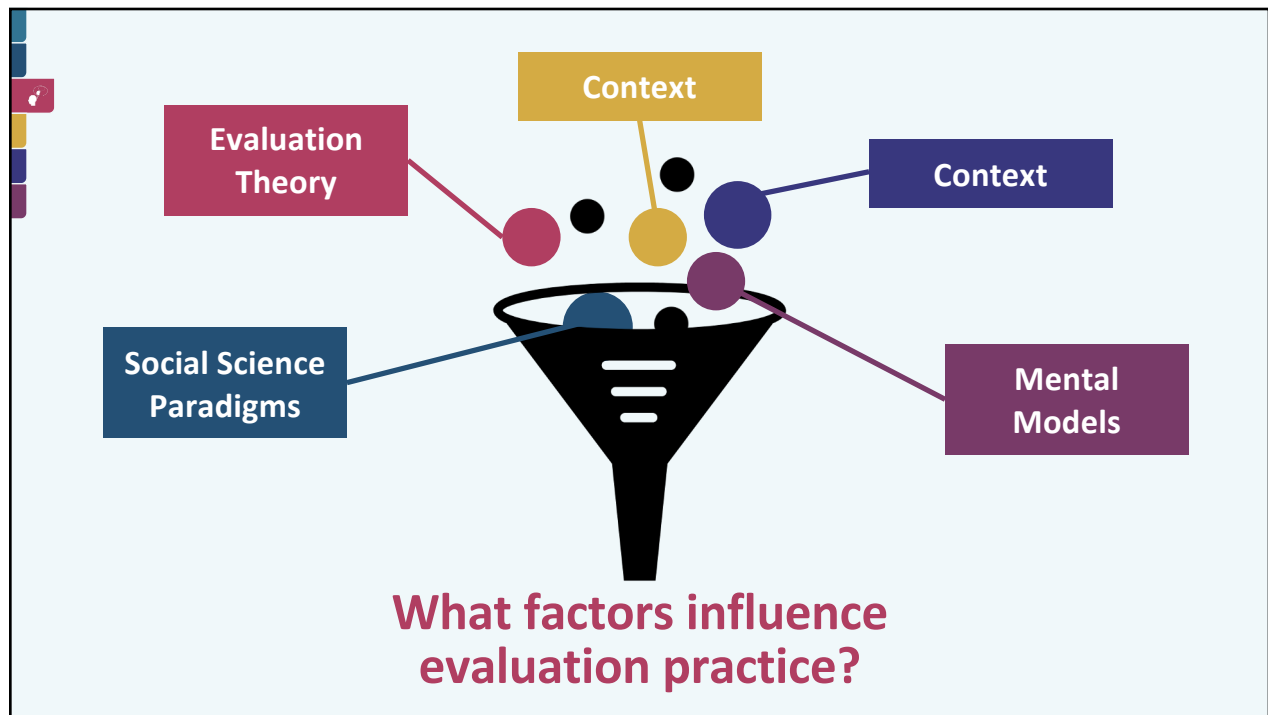 Context
Evaluation
Theory
Context
Social Science
Paradigms
Mental
Models
What factors influence
evaluation practice?